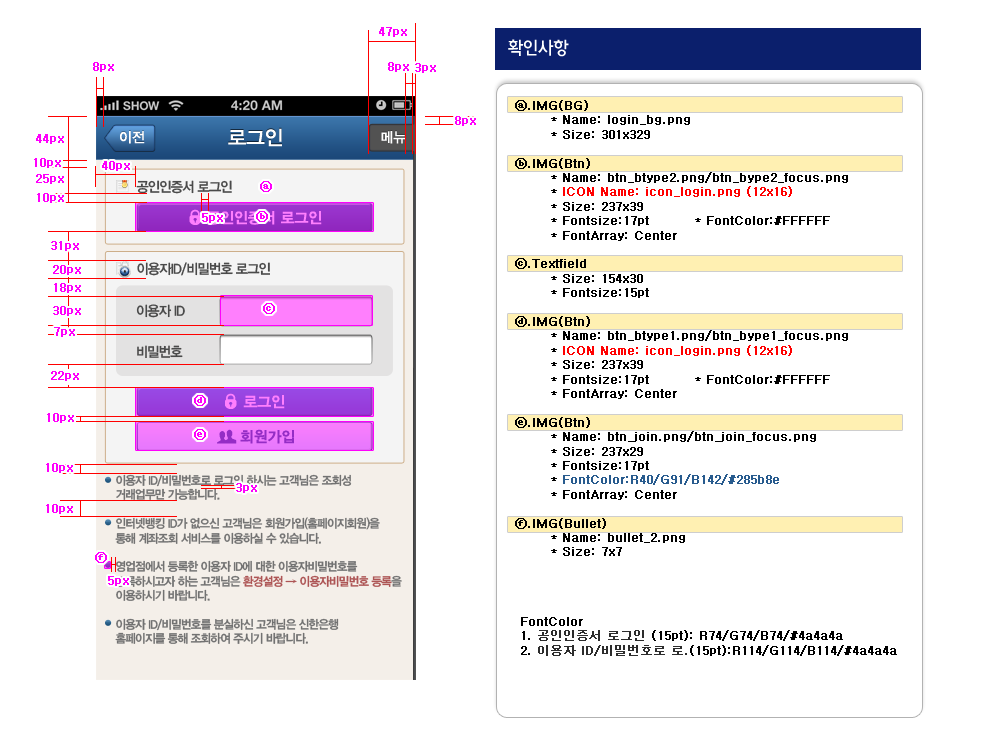 47px
8px
8px
3px
SHOW
4:20 AM
8px
44px
이전
로그인
메뉴
10px
40px
25px
공인인증서 로그인
ⓐ
10px
5px
ⓑ
로그인
31px
20px
이용자ID/비밀번호 로그인
18px
30px
이용자 ID
ⓒ
7px
비밀번호
22px
ⓓ
로그인
10px
ⓔ
회원가입
10px
이용자 ID/비밀번호로 로그인 하시는 고객님은 조회성
3px
거래업무만 가능합니다.
10px
인터넷뱅킹 ID가 없으신 고객님은 회원가입(홈페이지회원)을
통해 계좌조회 서비스를 이용하실 수 있습니다.
ⓕ
영업점에서 등록한 이용자 ID에 대한 이용자비밀번호를
5px
하시고자 하는 고객님은 환경설정 → 이용자비밀번호 등록을
이용하시기 바랍니다.
이용자 ID/비밀번호를 분실하신 고객님은 신한은행
홈페이지를 통해 조회하여 주시기 바랍니다.
확인사항
ⓐ.IMG(BG)
* Name: login_bg.png
* Size: 301x329
ⓑ.IMG(Btn)
* Name: btn_btype2.png/btn_bype2_focus.png
* ICON Name: icon_login.png (12x16)
* Size: 237x39
* Fontsize:17pt * FontColor:#FFFFFF
* FontArray: Center
ⓒ.Textfield
* Size: 154x30
* Fontsize:15pt
ⓓ.IMG(Btn)
* Name: btn_btype1.png/btn_bype1_focus.png
* ICON Name: icon_login.png (12x16)
* Size: 237x39
* Fontsize:17pt * FontColor:#FFFFFF
* FontArray: Center
ⓔ.IMG(Btn)
* Name: btn_join.png/btn_join_focus.png
* Size: 237x29
* Fontsize:17pt
* FontColor:R40/G91/B142/#285b8e
* FontArray: Center
ⓕ.IMG(Bullet)
* Name: bullet_2.png
* Size: 7x7
FontColor
1. 공인인증서 로그인 (15pt): R74/G74/B74/#4a4a4a
2. 이용자 ID/비밀번호로 로.(15pt):R114/G114/B114/#4a4a4a